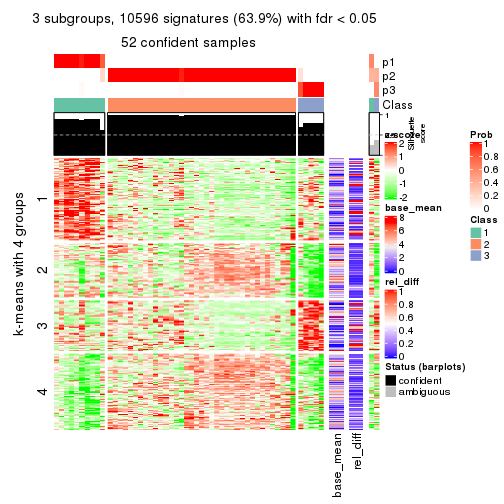 3 subgroups, 10596 signatures (63.9%) with fdr < 0.05
52 confident samples
p1
p2
p3
Class
1
Silhouette
score
z-score
2
1
-2
base_mean
8
6
4
2
0
rel_diff
1
0.8
0.6
0.4
0.2
0
Status (barplots)
confident
ambiguous
Prob
1
0.8
0.6
0.4
0.2
0
Class
1
2
3
k-means with 4 groups
1
2
3
4
base_mean
rel_diff